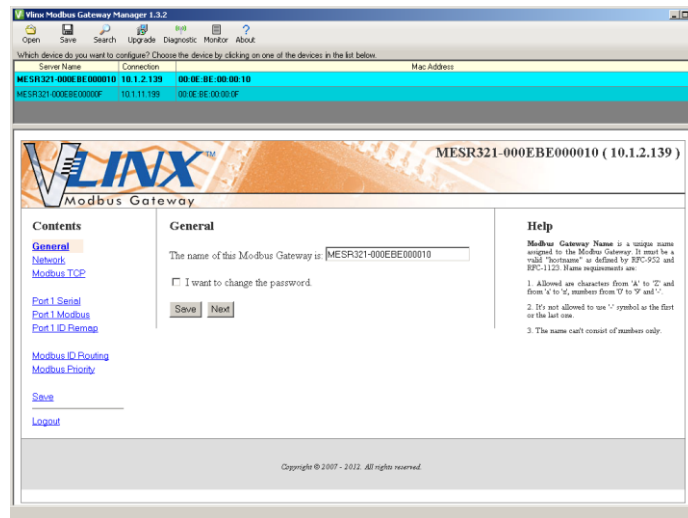 Vlinx Modbus Gateway Manager 1.3.2
Open Save Search Upgrade Diagnostic Monitor About
Which device do you want to configure? Choose the device by clicking on one of the devices in the list below.
Server Name Connection Mac Address
MESR321-000EBE000010 10.1.2.139 00:0E:BE:00:00:10
MESR321-000EBE00000F 10.1.11.199 00:0E:BE:00:00:0F
VLINX TM
Modbus Gateway
MESR321-000EBE000010 ( 10.1.2.139 )
Contents
General
Network
Modbus TCP
Port 1 Serial
Port 1 Modbus
Port 1 ID Remap
Modbus ID Routing
Modbus Priority
Save
Logout
General
The name of this Modbus Gateway is: MESR321-000EBE000010
I want to change the password.
Save Next
Help
Modbus Gateway Name is a unique name
assigned to the Modbus Gateway. It must be a
valid "hostname" as defined by RFC-952 and
RFC-1123. Name requirements are:
1. Allowed are characters from 'A' to 'Z' and
from 'a' to 'z', numbers from '0' to '9' and '-'.
2. It's not allowed to use '-' symbol as the first
or the last one.
3. The name can't consist of numbers only.
Copyright © 2007 - 2012. All rights reserved.